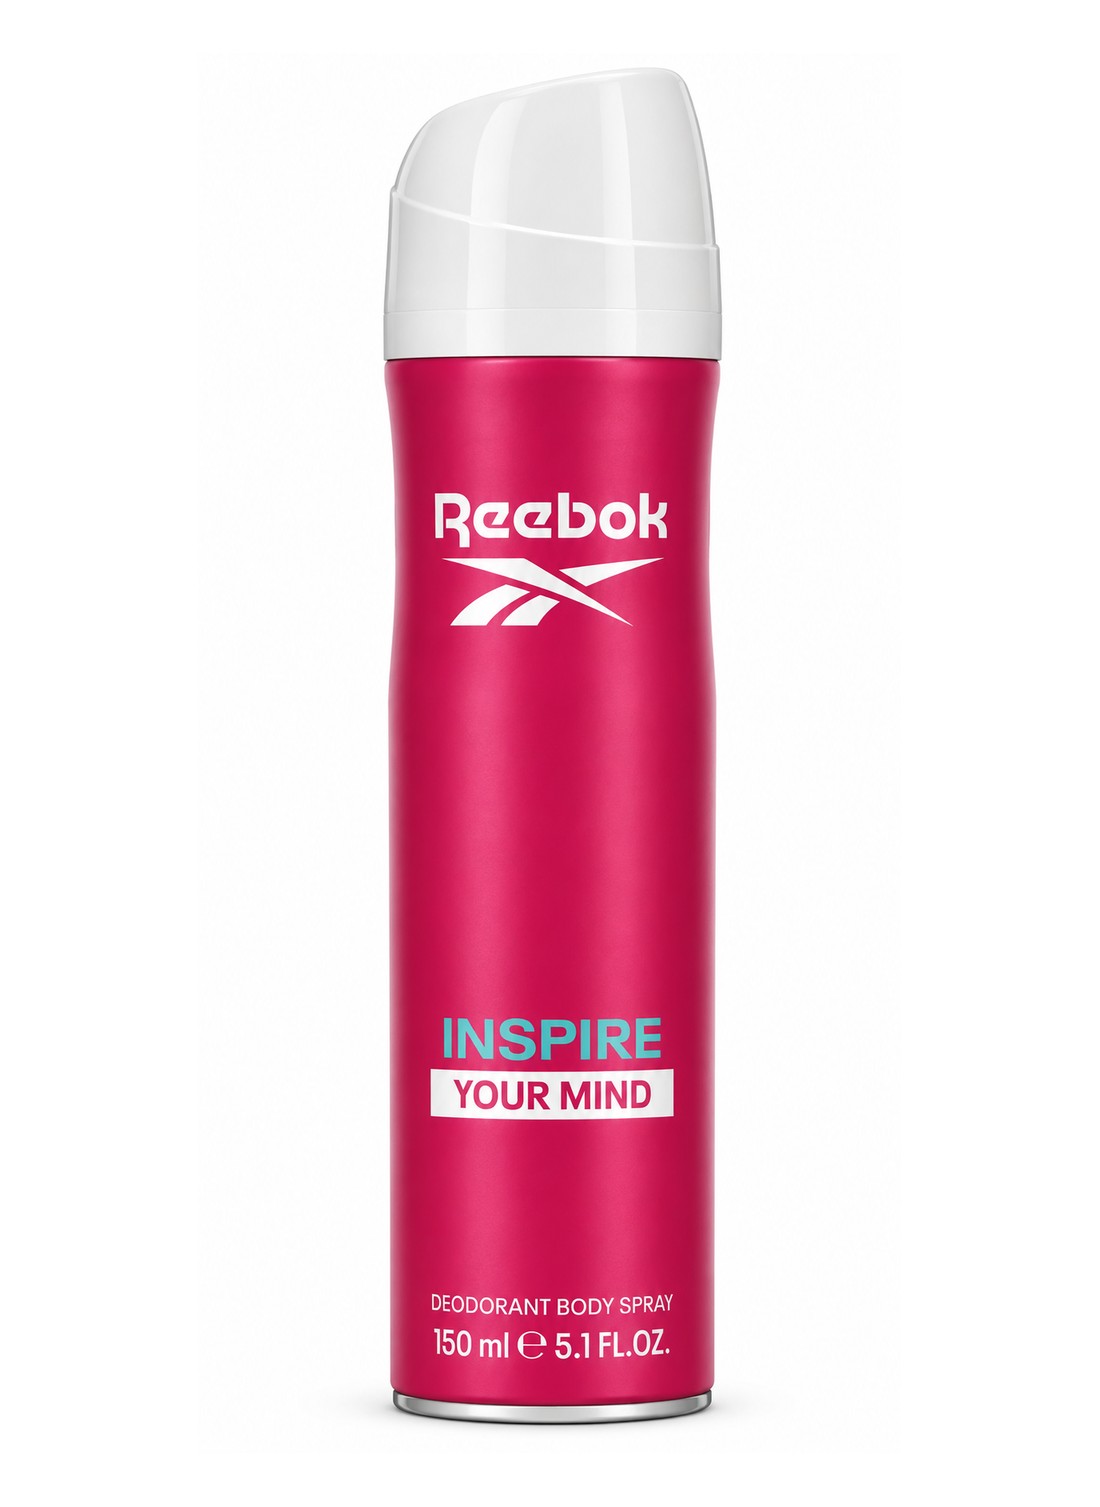 Reebok
INSPIRE
YOUR MIND
DEODORANT BODY SPRAY
150 ml ℮ 5.1 FL.OZ.